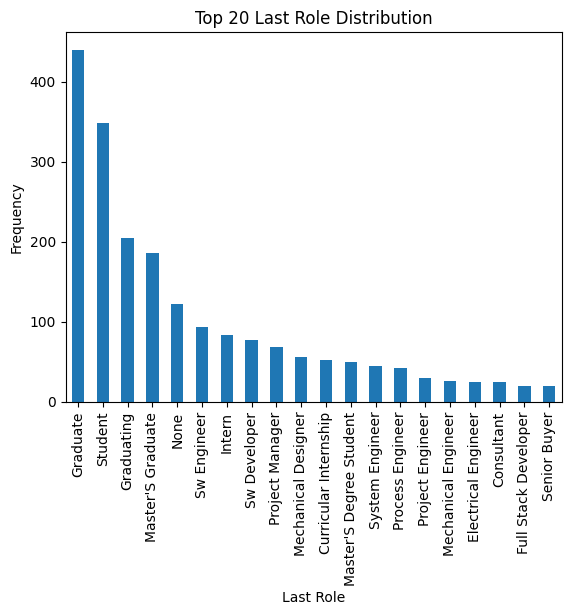 Top 20 Last Role Distribution
Frequency
400
300
200
100
0
Graduate
Student
Graduating
Master'S Graduate
None
Sw Engineer
Intern
Sw Developer
Project Manager
Mechanical Designer
Curricular Internship
Master'S Degree Student
System Engineer
Process Engineer
Project Engineer
Mechanical Engineer
Electrical Engineer
Consultant
Full Stack Developer
Senior Buyer
Last Role